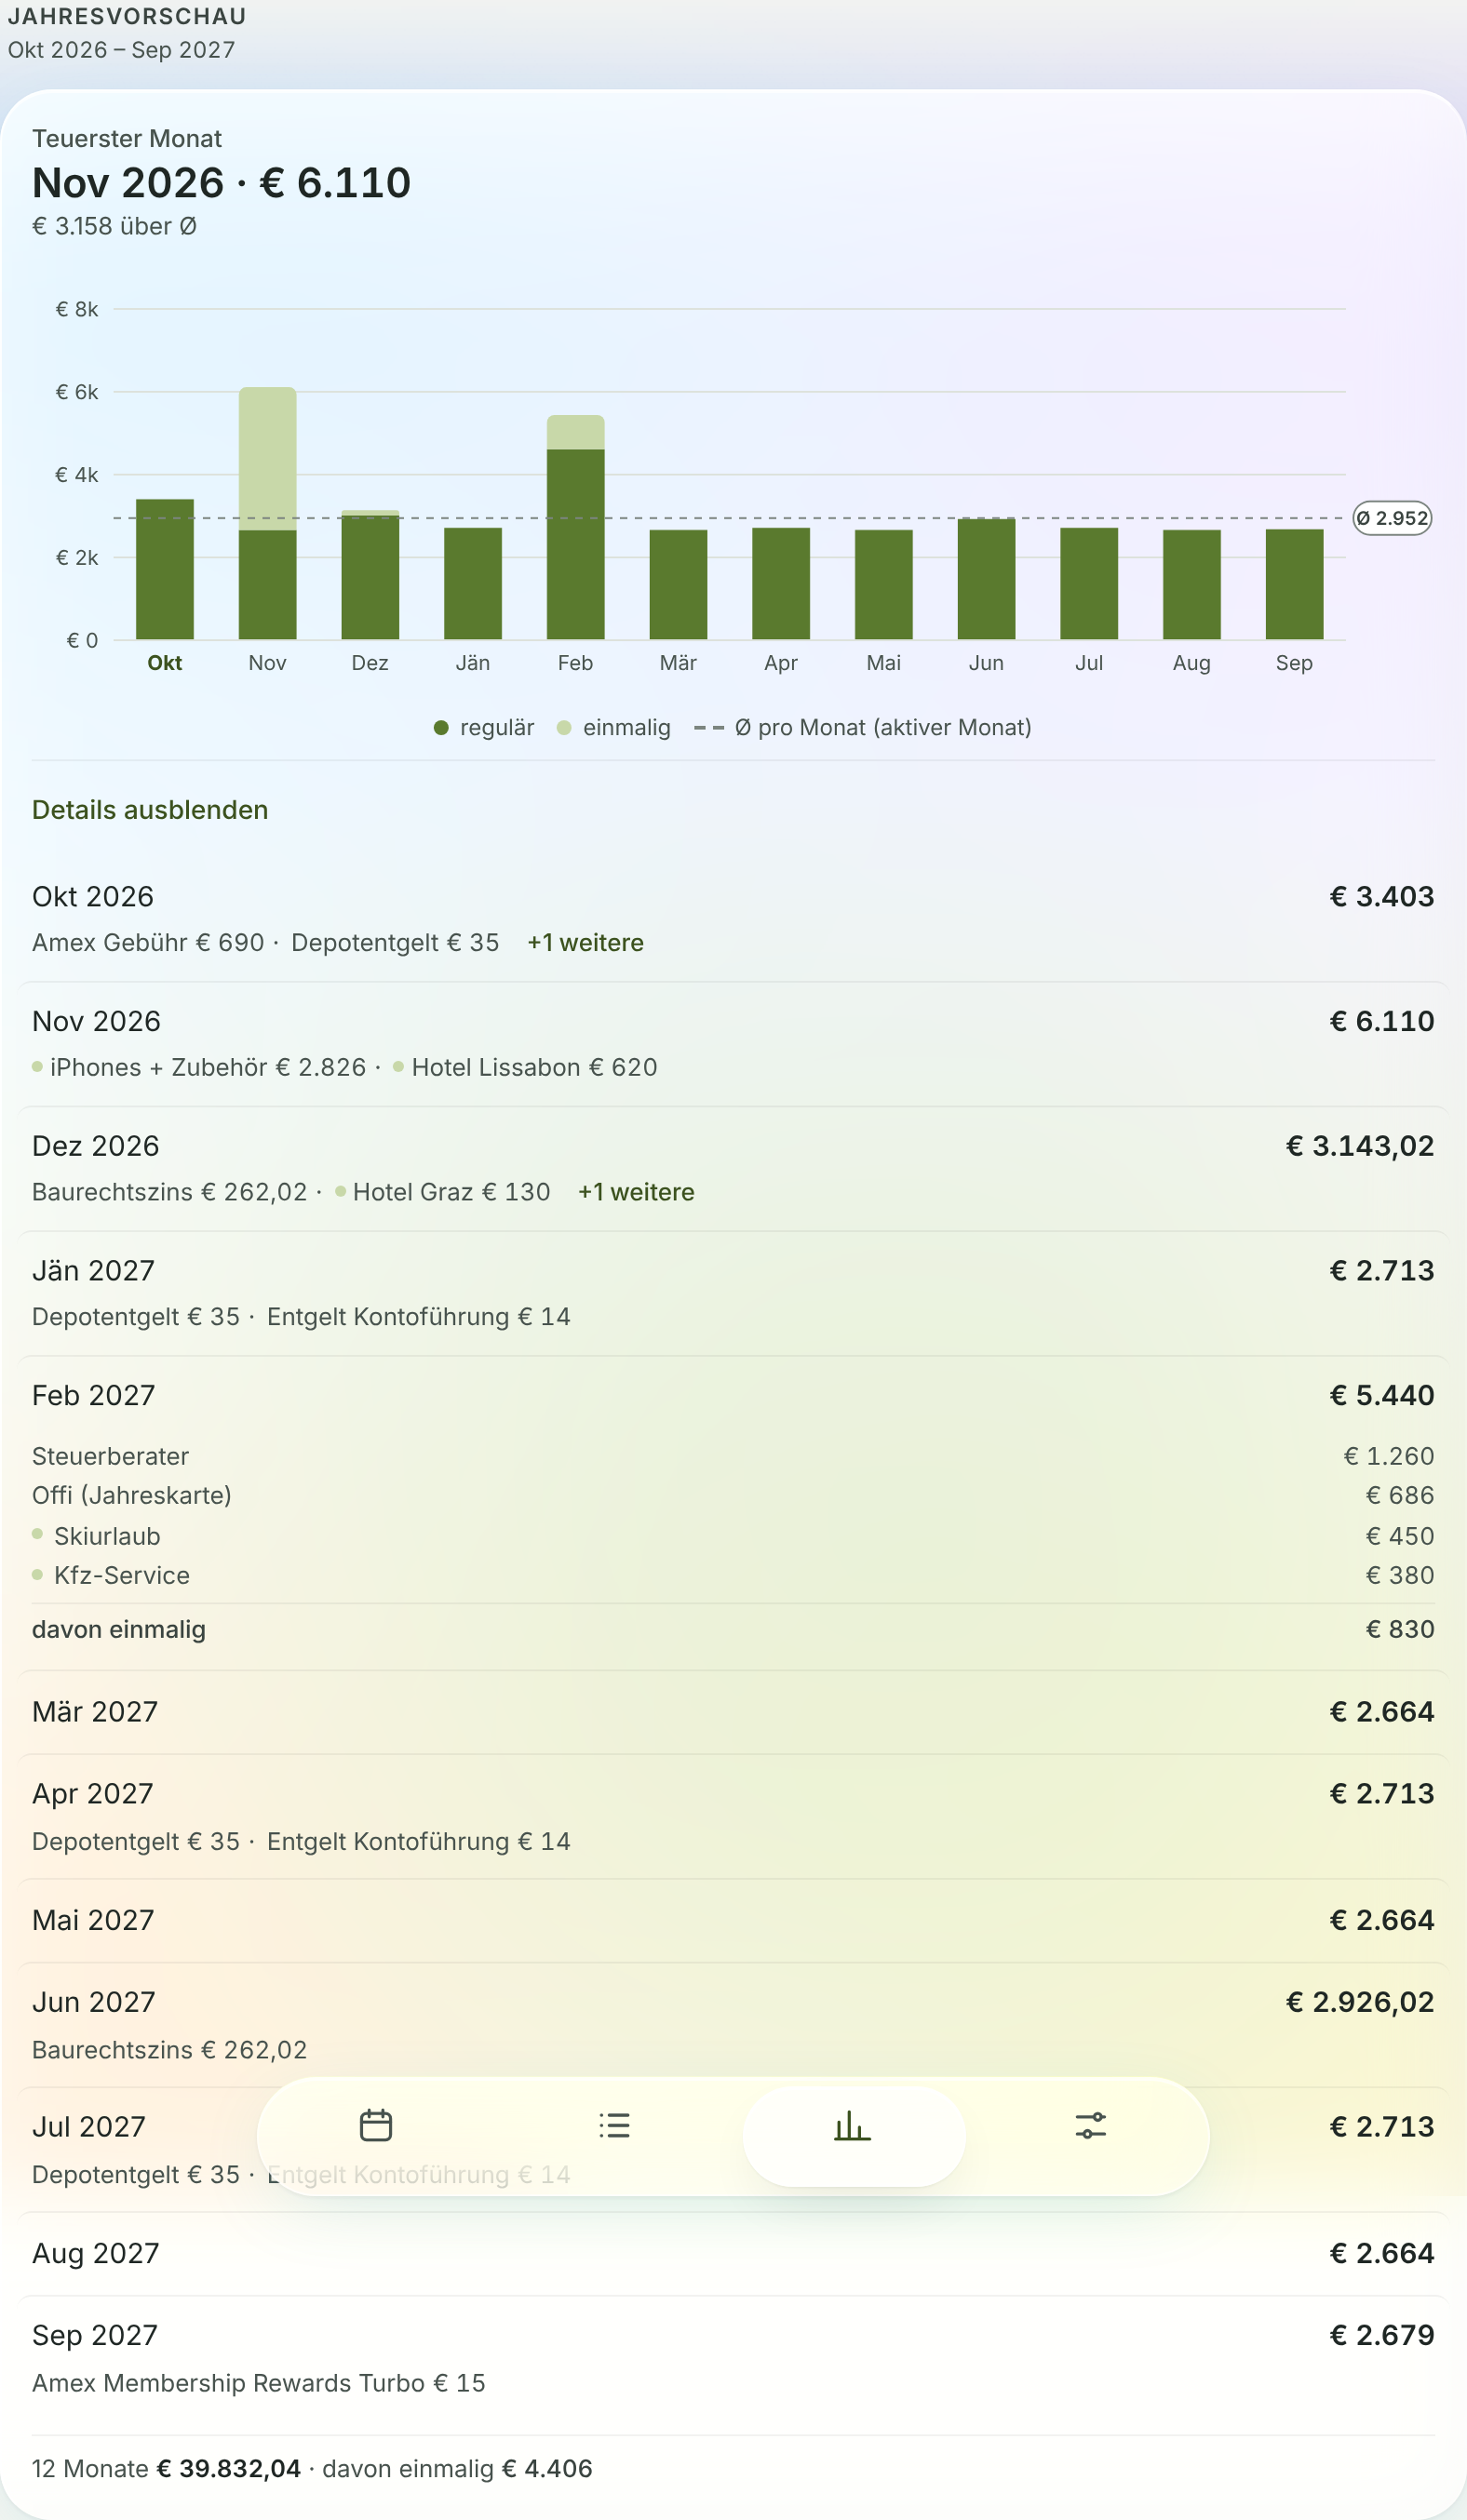 JAHRESVORSCHAU
Okt 2026 – Sep 2027
Teuerster Monat
Nov 2026 · € 6.110
€ 3.158 über Ø
€ 8k
€ 6k
€ 4k
€ 2k
€ 0
Ø 2.952
Okt Nov Dez Jän Feb Mär Apr Mai Jun Jul Aug Sep
regulär einmalig Ø pro Monat (aktiver Monat)
Details ausblenden
Okt 2026 € 3.403
Amex Gebühr € 690 · Depotentgelt € 35 +1 weitere
Nov 2026 € 6.110
iPhones + Zubehör € 2.826 · Hotel Lissabon € 620
Dez 2026 € 3.143,02
Baurechtszins € 262,02 · Hotel Graz € 130 +1 weitere
Jän 2027 € 2.713
Depotentgelt € 35 · Entgelt Kontoführung € 14
Feb 2027 € 5.440
Steuerberater € 1.260
Offi (Jahreskarte) € 686
Skiurlaub € 450
Kfz-Service € 380
davon einmalig € 830
Mär 2027 € 2.664
Apr 2027 € 2.713
Depotentgelt € 35 · Entgelt Kontoführung € 14
Mai 2027 € 2.664
Jun 2027 € 2.926,02
Baurechtszins € 262,02
Jul 2027 € 2.713
Depotentgelt € 35 · Entgelt Kontoführung € 14
Aug 2027 € 2.664
Sep 2027 € 2.679
Amex Membership Rewards Turbo € 15
12 Monate € 39.832,04 · davon einmalig € 4.406